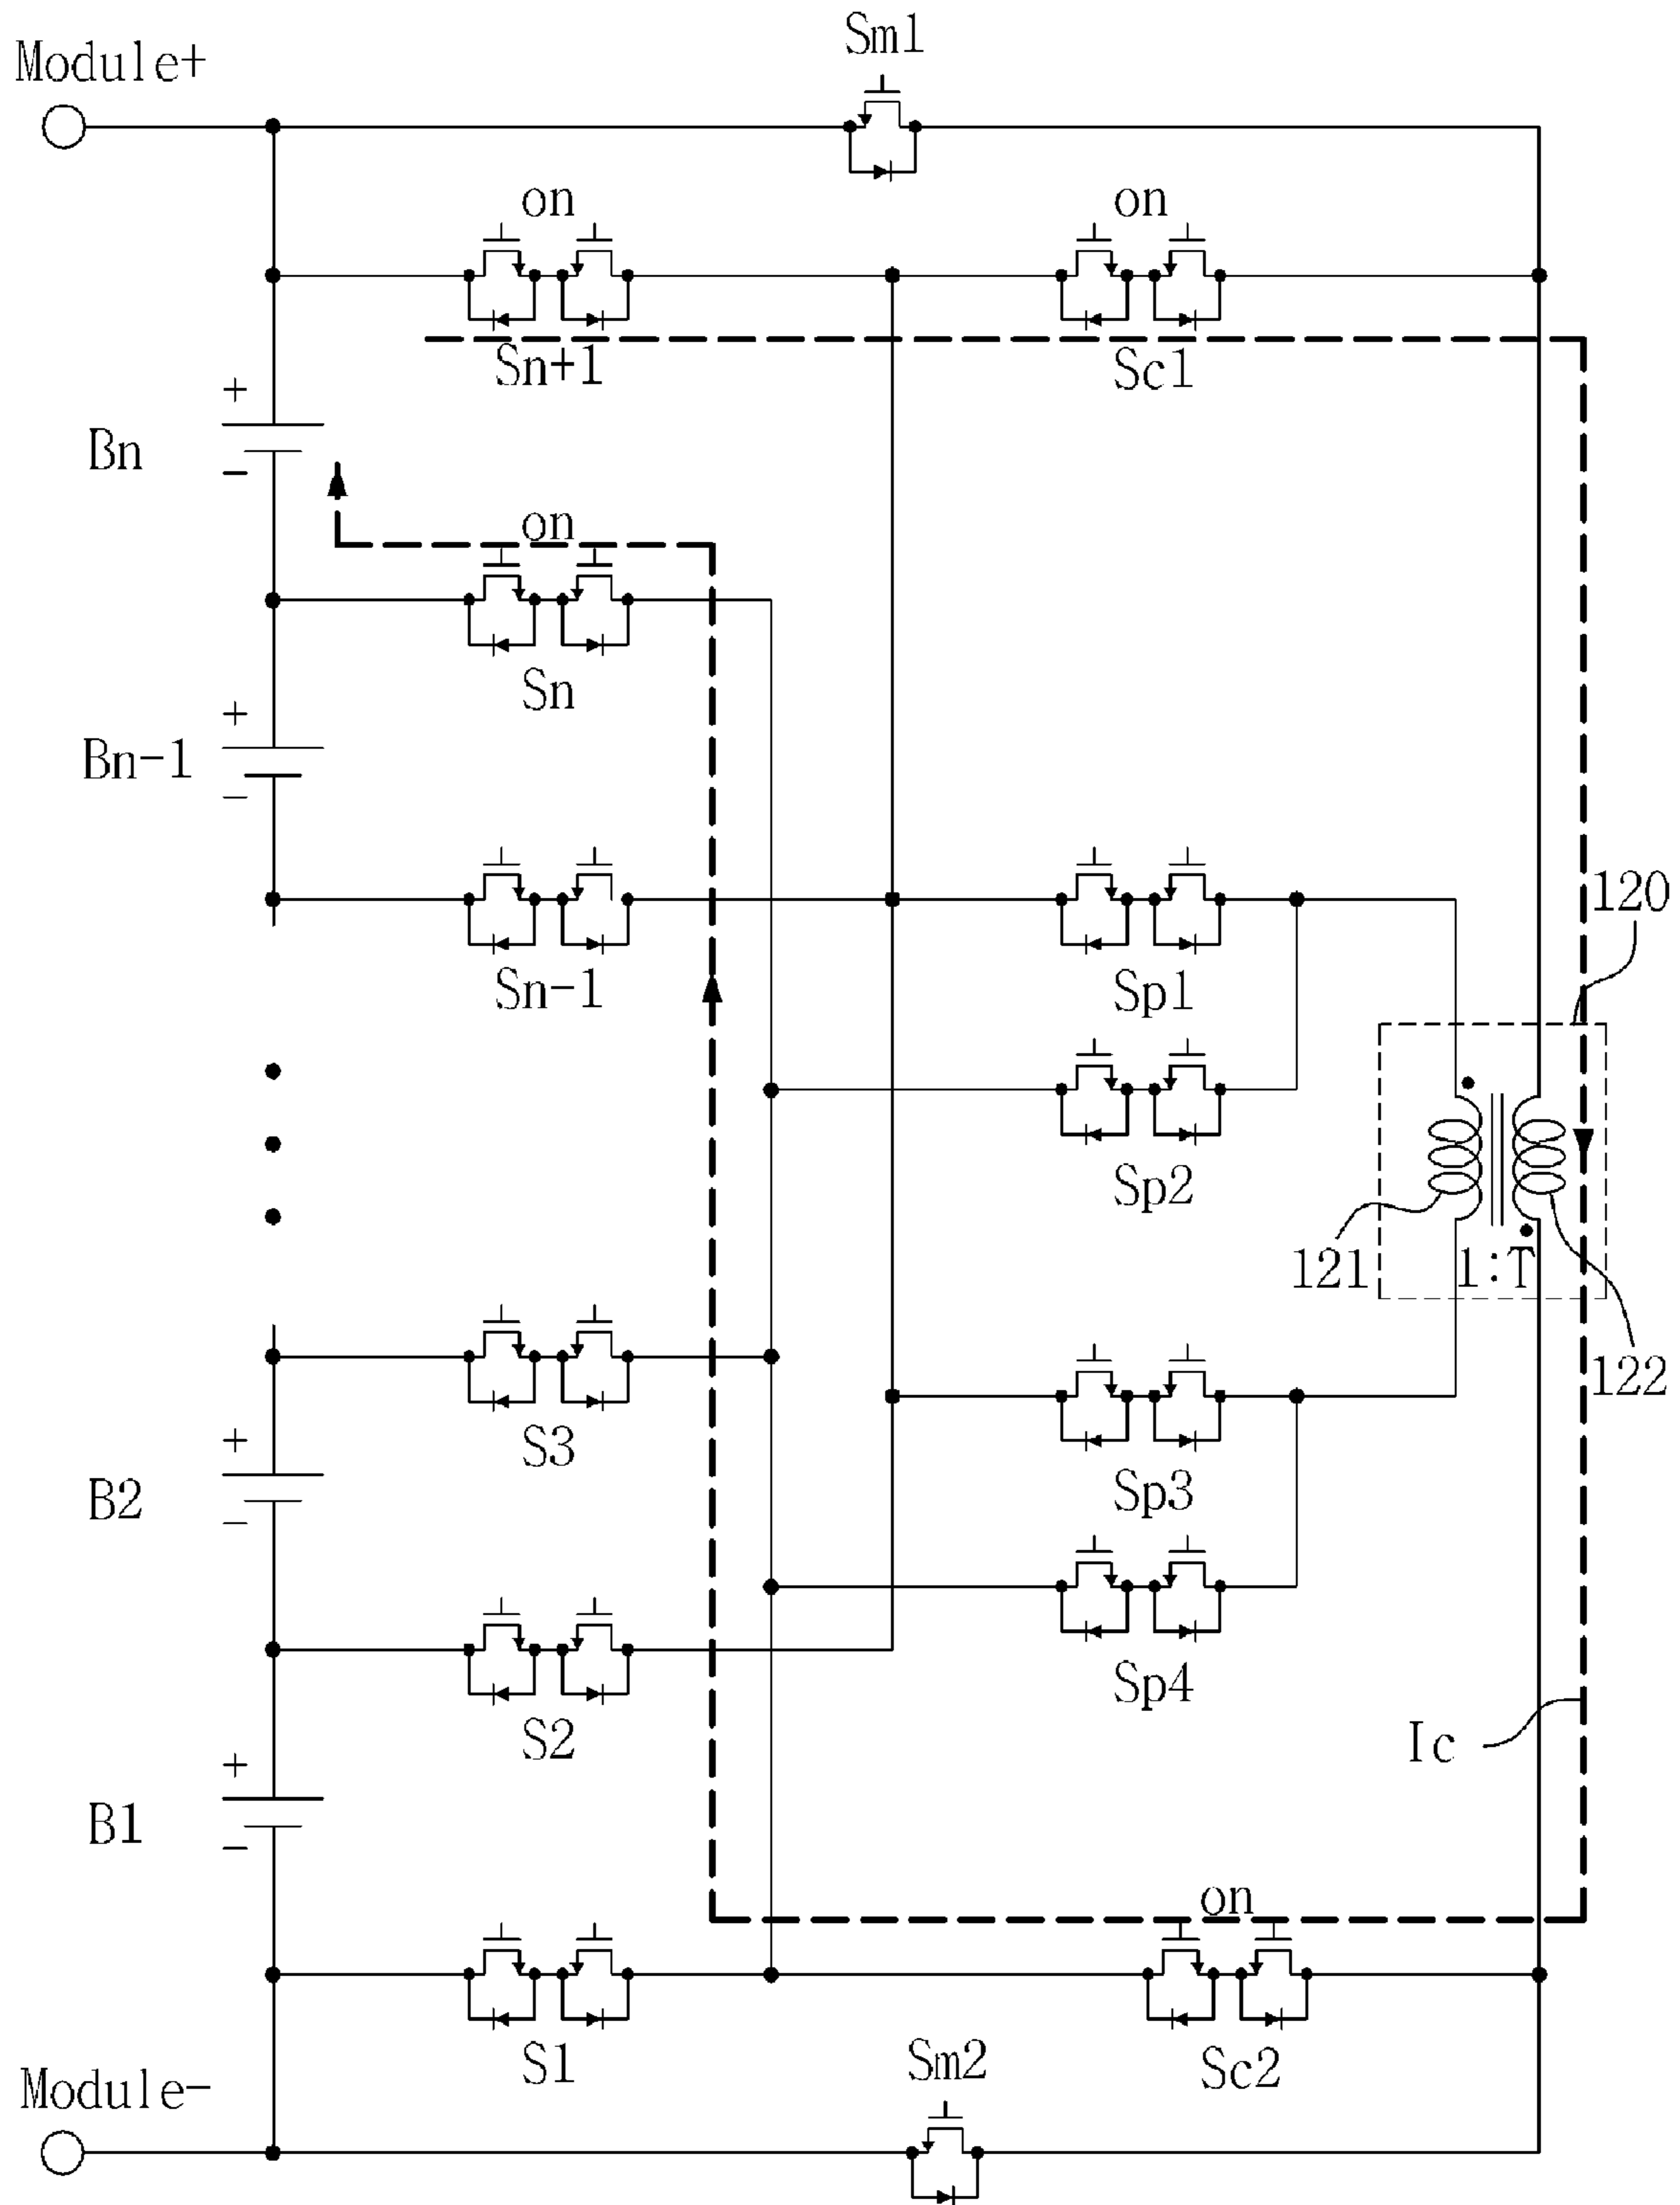 Sm1
Module+
on
on
Sn+1
Sc1
+
Bn
−
on
Sn
+
Bn-1
−
120
Sn-1
Sp1
Sp2
121
1:T
122
S3
+
B2
−
Sp3
S2
Sp4
Ic
+
B1
−
on
S1
Sm2
Sc2
Module-